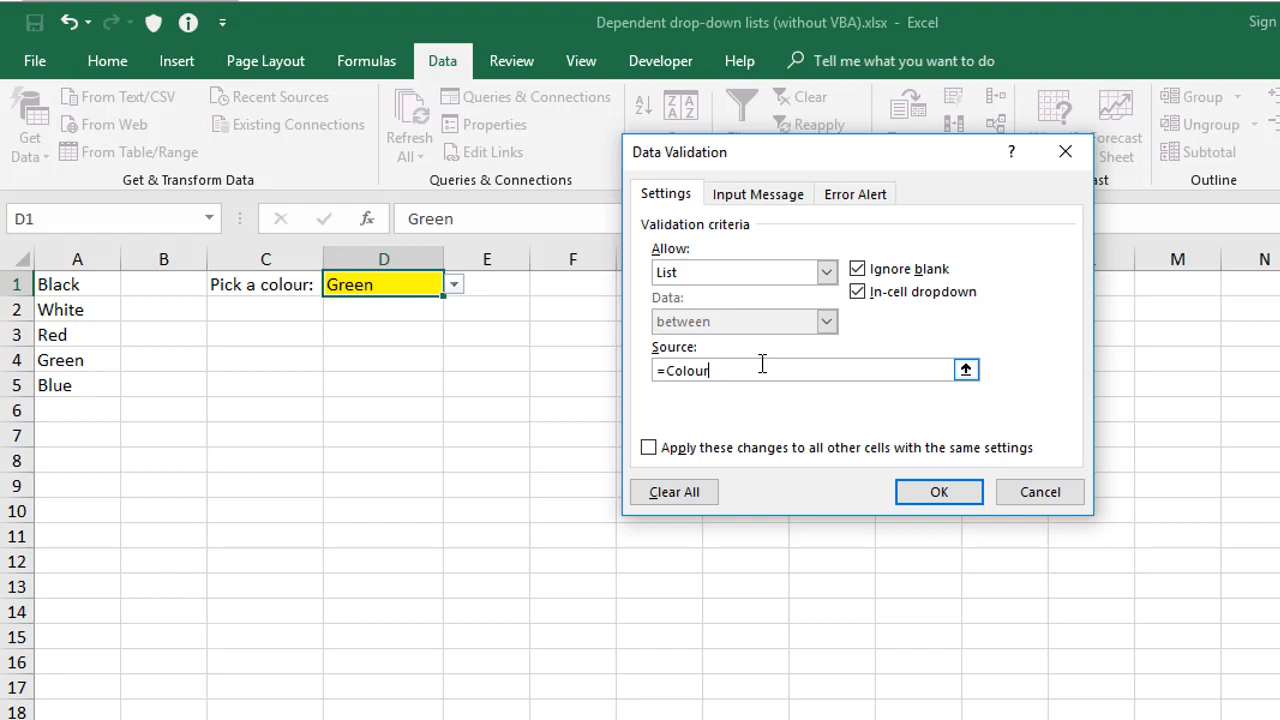 Dependent drop-down lists (without VBA).xlsx - Excel
Sign
File Home Insert Page Layout Formulas Data Review View Developer Help Tell me what you want to do
Get Data
From Text/CSV
From Web
From Table/Range
Recent Sources
Existing Connections
Get & Transform Data
Refresh All
Queries & Connections
Properties
Edit Links
Queries & Connections
Clear
Reapply
Forecast
Sheet
Group
Ungroup
Subtotal
Outline
D1 fx Green
A B C D E F M N
1 Black Pick a colour: Green
2 White
3 Red
4 Green
5 Blue
6
7
8
9
10
11
12
13
14
15
16
17
18
Data Validation ?
Settings Input Message Error Alert
Validation criteria
Allow:
List
Ignore blank
In-cell dropdown
Data:
between
Source:
=Colour
Apply these changes to all other cells with the same settings
Clear All OK Cancel